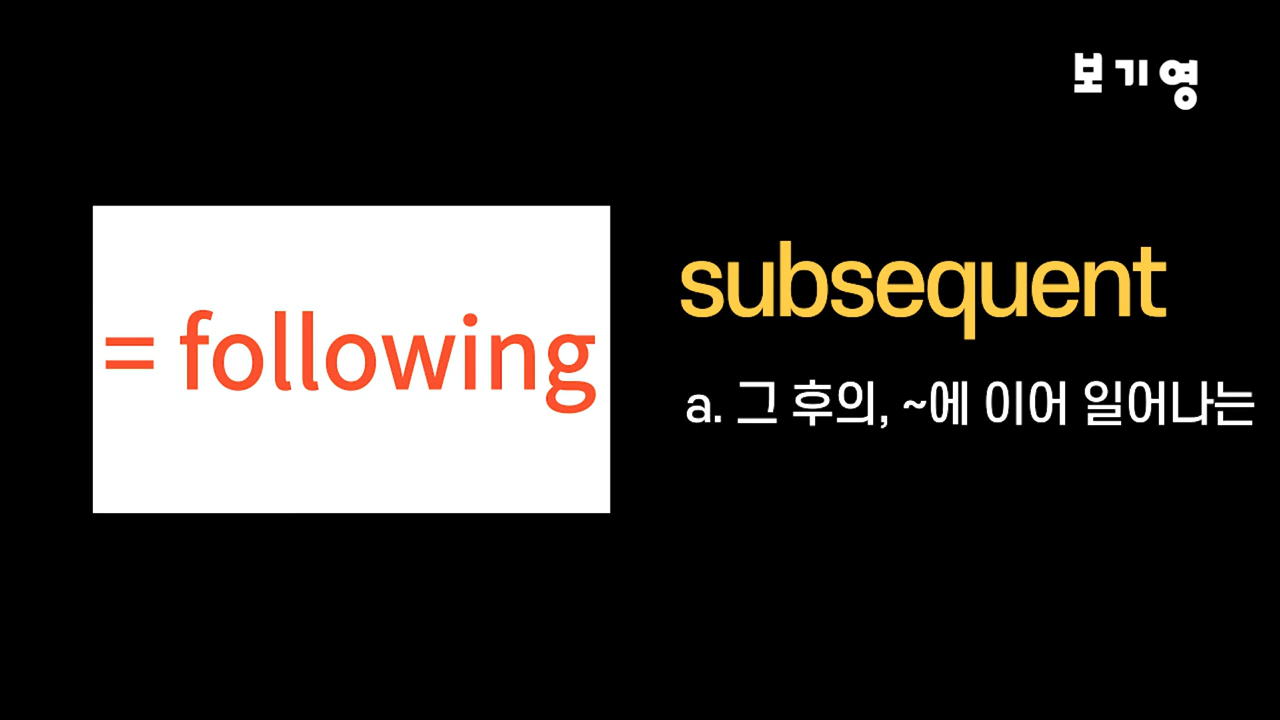 보기영
= following
subsequent
a. 그 후의, ~에 이어 일어나는